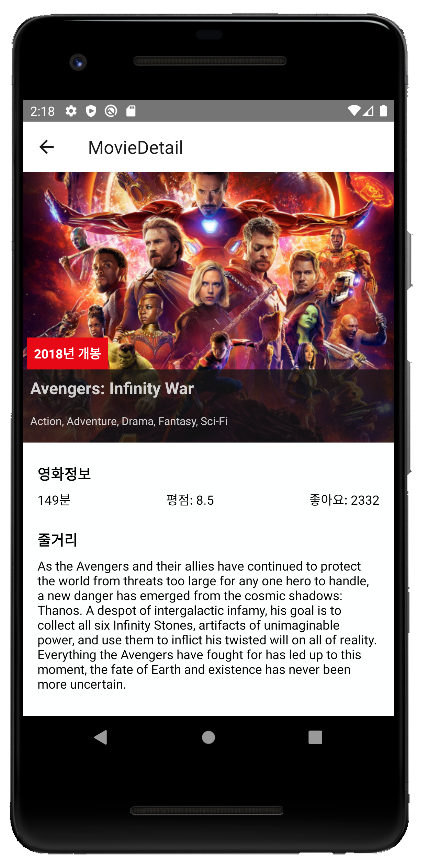 2:18
MovieDetail
2018년 개봉
Avengers: Infinity War
Action, Adventure, Drama, Fantasy, Sci-Fi
영화정보
149분 평점: 8.5 좋아요: 2332
줄거리
As the Avengers and their allies have continued to protect
the world from threats too large for any one hero to handle,
a new danger has emerged from the cosmic shadows:
Thanos. A despot of intergalactic infamy, his goal is to
collect all six Infinity Stones, artifacts of unimaginable
power, and use them to inflict his twisted will on all of reality.
Everything the Avengers have fought for has led up to this
moment, the fate of Earth and existence has never been
more uncertain.